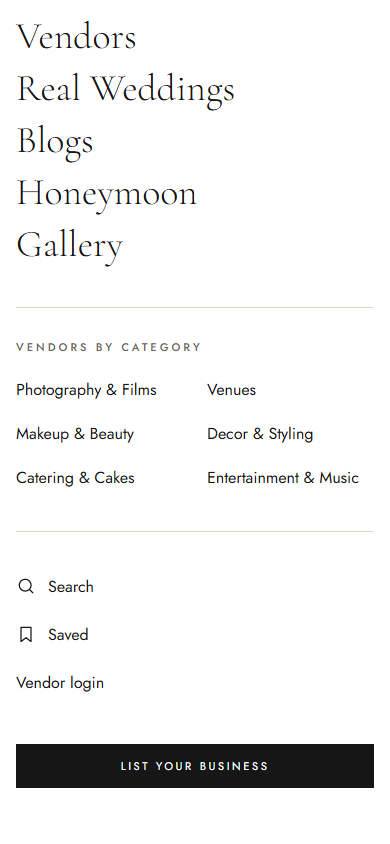 Vendors
Real Weddings
Blogs
Honeymoon
Gallery
VENDORS BY CATEGORY
Photography & Films
Venues
Makeup & Beauty
Decor & Styling
Catering & Cakes
Entertainment & Music
Search
Saved
Vendor login
LIST YOUR BUSINESS